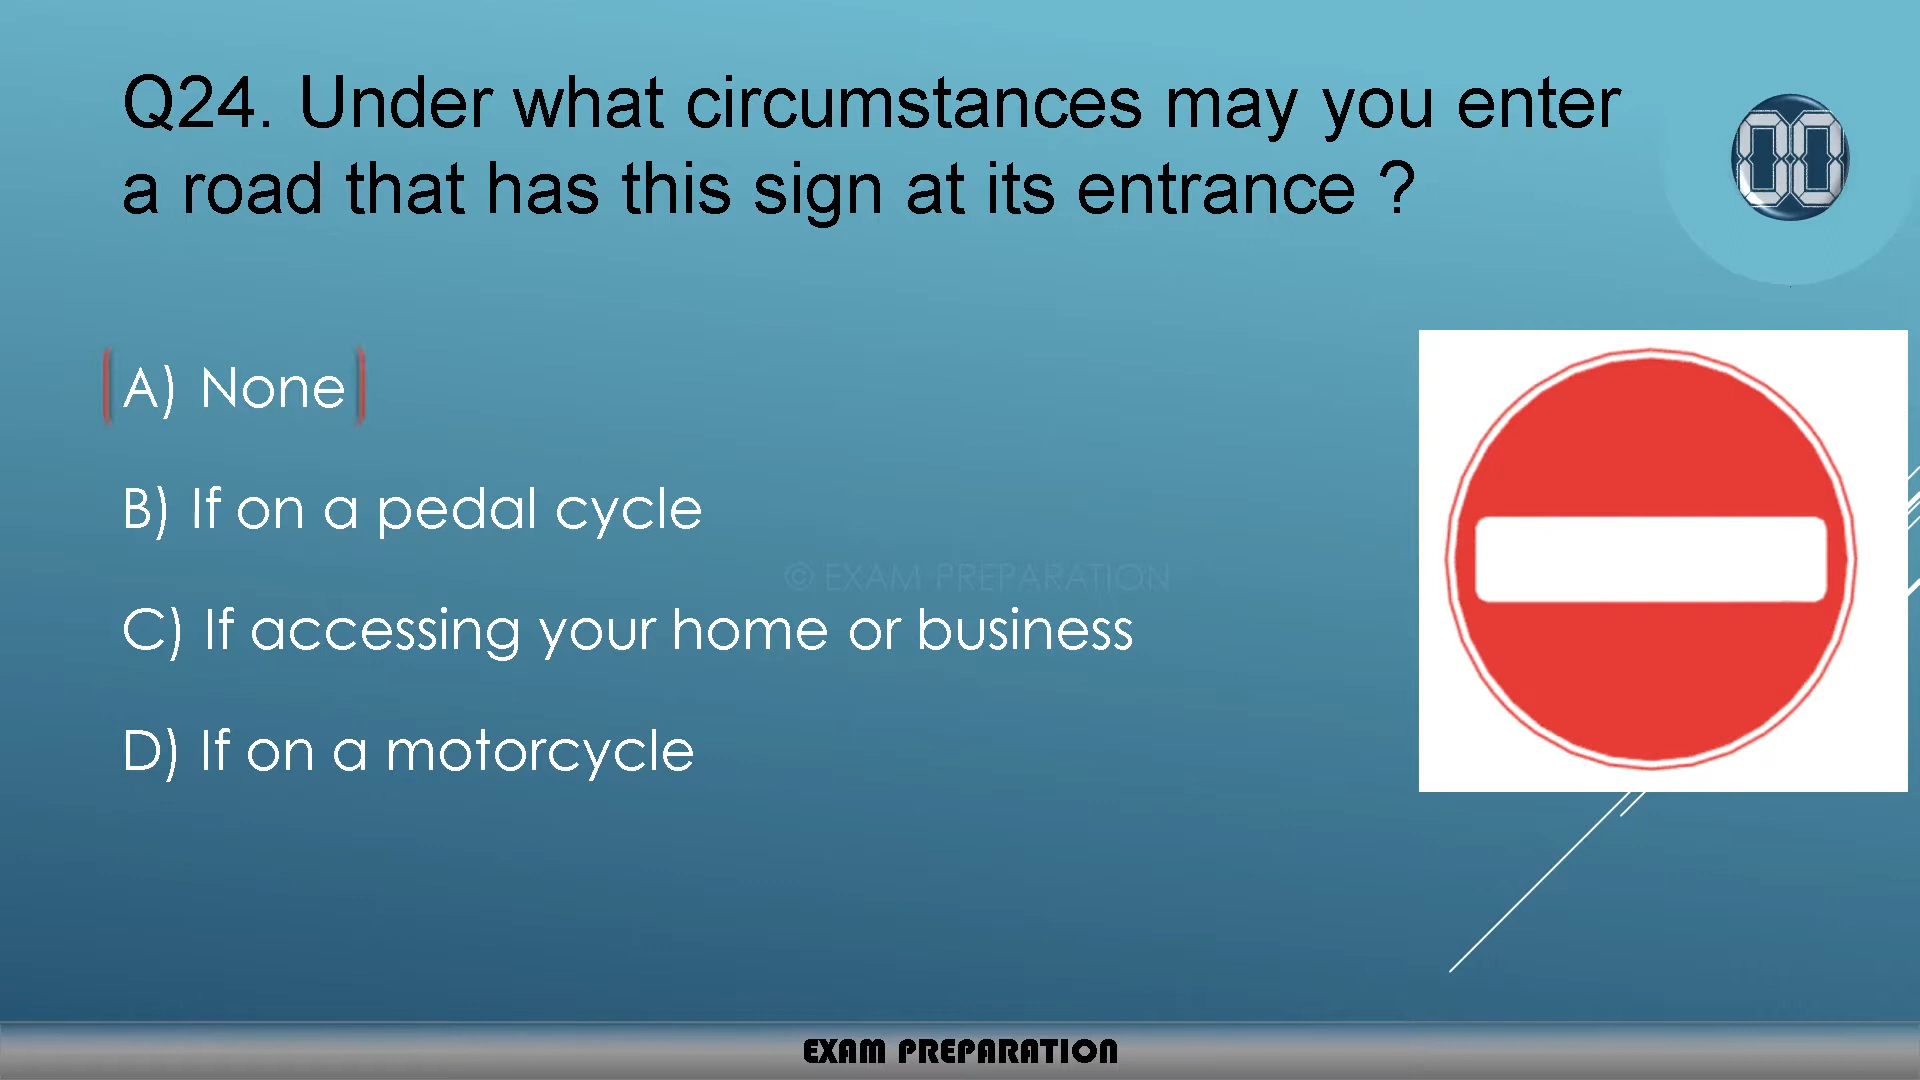 Q24. Under what circumstances may you enter
a road that has this sign at its entrance ?
00
A) None
B) If on a pedal cycle
© EXAM PREPARATION
C) If accessing your home or business
D) If on a motorcycle
EXAM PREPARATION